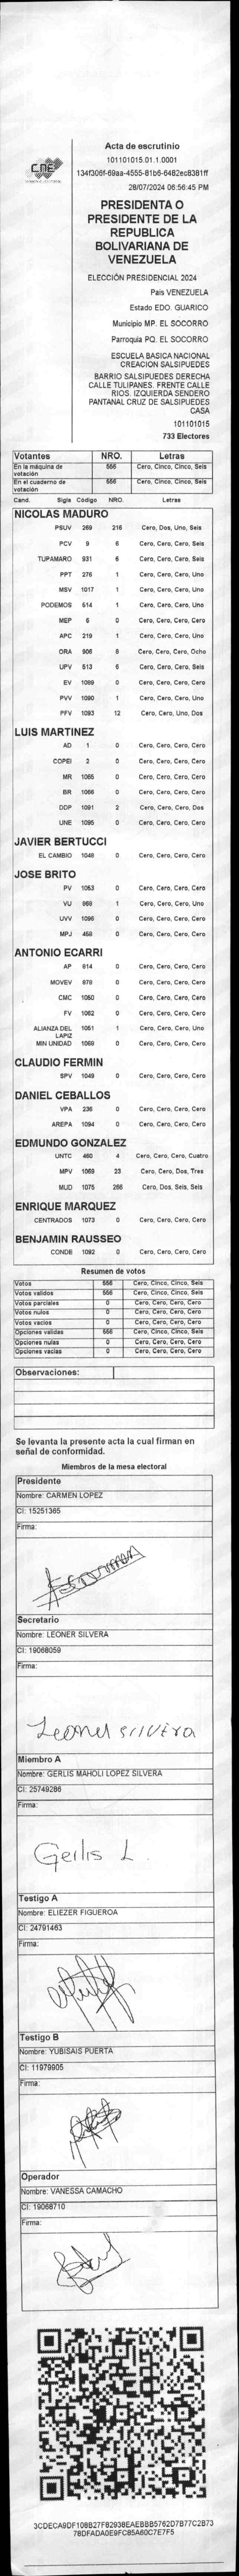 CNE
Acta de escrutinio
101101015.01.1.0001
134f306f-69aa-4555-81b6-6482ec8381ff
28/07/2024 06:56:45 PM
PRESIDENTA O
PRESIDENTE DE LA
REPUBLICA
BOLIVARIANA DE
VENEZUELA
ELECCIÓN PRESIDENCIAL 2024
Pais VENEZUELA
Estado EDO. GUARICO
Municipio MP. EL SOCORRO
Parroquia PQ. EL SOCORRO
ESCUELA BASICA NACIONAL
CREACION SALSIPUEDES
BARRIO SALSIPUEDES DERECHA
CALLE TULIPANES. FRENTE CALLE
RIOS. IZQUIERDA SENDERO
PANTANAL CRUZ DE SALSIPUEDES
CASA
101101015
733 Electores
Votantes NRO. Letras
En la máquina de votación 556 Cero, Cinco, Cinco, Seis
En el cuaderno de votación 556 Cero, Cinco, Cinco, Seis
Cand. Sigla Código NRO. Letras
NICOLAS MADURO
PSUV 269 216 Cero, Dos, Uno, Seis
PCV 9 6 Cero, Cero, Cero, Seis
TUPAMARO 931 6 Cero, Cero, Cero, Seis
PPT 276 1 Cero, Cero, Cero, Uno
MSV 1017 1 Cero, Cero, Cero, Uno
PODEMOS 514 1 Cero, Cero, Cero, Uno
MEP 6 0 Cero, Cero, Cero, Cero
APC 219 1 Cero, Cero, Cero, Uno
ORA 906 8 Cero, Cero, Cero, Ocho
UPV 513 6 Cero, Cero, Cero, Seis
EV 1089 0 Cero, Cero, Cero, Cero
PVV 1090 1 Cero, Cero, Cero, Uno
PFV 1093 12 Cero, Cero, Uno, Dos
LUIS MARTINEZ
AD 1 0 Cero, Cero, Cero, Cero
COPEI 2 0 Cero, Cero, Cero, Cero
MR 1065 0 Cero, Cero, Cero, Cero
BR 1066 0 Cero, Cero, Cero, Cero
DDP 1091 2 Cero, Cero, Cero, Dos
UNE 1095 0 Cero, Cero, Cero, Cero
JAVIER BERTUCCI
EL CAMBIO 1048 0 Cero, Cero, Cero, Cero
JOSE BRITO
PV 1053 0 Cero, Cero, Cero, Cero
VU 968 1 Cero, Cero, Cero, Uno
UVV 1096 0 Cero, Cero, Cero, Cero
MPJ 458 0 Cero, Cero, Cero, Cero
ANTONIO ECARRI
AP 814 0 Cero, Cero, Cero, Cero
MOVEV 978 0 Cero, Cero, Cero, Cero
CMC 1050 0 Cero, Cero, Cero, Cero
FV 1082 0 Cero, Cero, Cero, Cero
ALIANZA DEL LAPIZ 1051 1 Cero, Cero, Cero, Uno
MIN UNIDAD 1069 0 Cero, Cero, Cero, Cero
CLAUDIO FERMIN
SPV 1049 0 Cero, Cero, Cero, Cero
DANIEL CEBALLOS
VPA 236 0 Cero, Cero, Cero, Cero
AREPA 1094 0 Cero, Cero, Cero, Cero
EDMUNDO GONZALEZ
UNTC 460 4 Cero, Cero, Cero, Cuatro
MPV 1069 23 Cero, Cero, Dos, Tres
MUD 1075 266 Cero, Dos, Seis, Seis
ENRIQUE MARQUEZ
CENTRADOS 1073 0 Cero, Cero, Cero, Cero
BENJAMIN RAUSSEO
CONDE 1092 0 Cero, Cero, Cero, Cero
Resumen de votos
Votos 556 Cero, Cinco, Cinco, Seis
Votos validos 556 Cero, Cinco, Cinco, Seis
Votos parciales 0 Cero, Cero, Cero, Cero
Votos nulos 0 Cero, Cero, Cero, Cero
Votos vacios 0 Cero, Cero, Cero, Cero
Opciones validas 556 Cero, Cinco, Cinco, Seis
Opciones nulas 0 Cero, Cero, Cero, Cero
Opciones vacias 0 Cero, Cero, Cero, Cero
Observaciones:
Se levanta la presente acta la cual firman en
señal de conformidad.
Miembros de la mesa electoral
Presidente
Nombre: CARMEN LOPEZ
CI: 15251365
Firma:
Secretario
Nombre: LEONER SILVERA
CI: 19068059
Firma:
Leoner silvera
Miembro A
Nombre: GERLIS MAHOLI LOPEZ SILVERA
CI: 25749286
Firma:
Gerlis L.
Testigo A
Nombre: ELIEZER FIGUEROA
CI: 24791463
Firma:
Testigo B
Nombre: YUBISAIS PUERTA
CI: 11979905
Firma:
Operador
Nombre: VANESSA CAMACHO
CI: 19068710
Firma:
3CDECA9DF108B27F82938EAEBBB5762D7B77C2B73
78DFADA0E9FC85A60C7E7F5